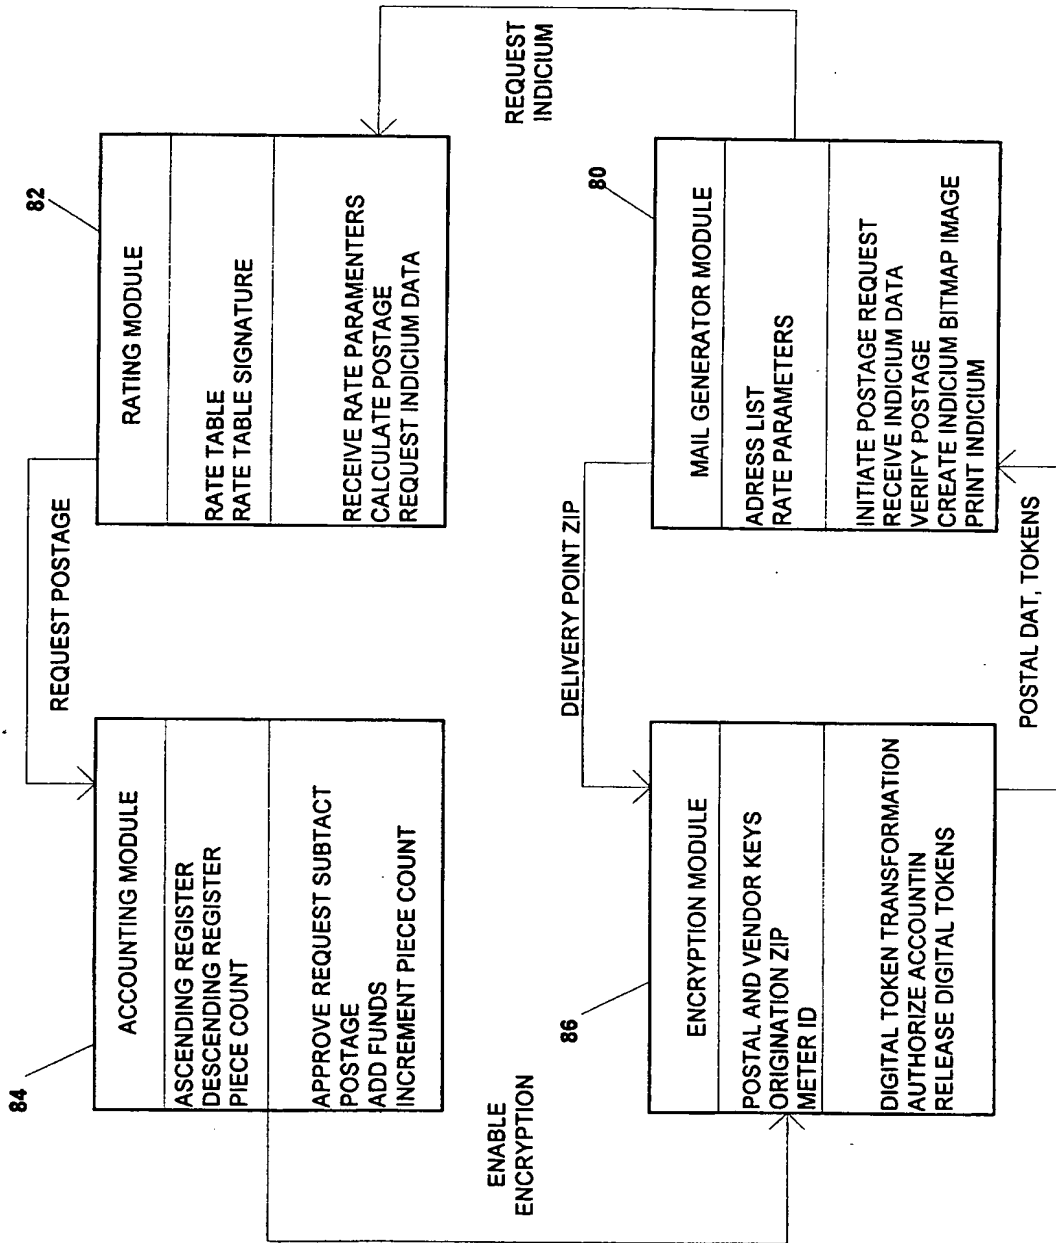 84
ACCOUNTING MODULE
ASCENDING REGISTER
DESCENDING REGISTER
PIECE COUNT
APPROVE REQUEST SUBTACT
POSTAGE
ADD FUNDS
INCREMENT PIECE COUNT
REQUEST POSTAGE
82
RATING MODULE
RATE TABLE
RATE TABLE SIGNATURE
RECEIVE RATE PARAMENTERS
CALCULATE POSTAGE
REQUEST INDICIUM DATA
REQUEST
INDICIUM
ENABLE
ENCRYPTION
86
ENCRYPTION MODULE
POSTAL AND VENDOR KEYS
ORIGINATION ZIP
METER ID
DIGITAL TOKEN TRANSFORMATION
AUTHORIZE ACCOUNTIN
RELEASE DIGITAL TOKENS
DELIVERY POINT ZIP
80
MAIL GENERATOR MODULE
ADRESS LIST
RATE PARAMETERS
INITIATE POSTAGE REQUEST
RECEIVE INDICIUM DATA
VERIFY POSTAGE
CREATE INDICIUM BITMAP IMAGE
PRINT INDICIUM
POSTAL DAT, TOKENS